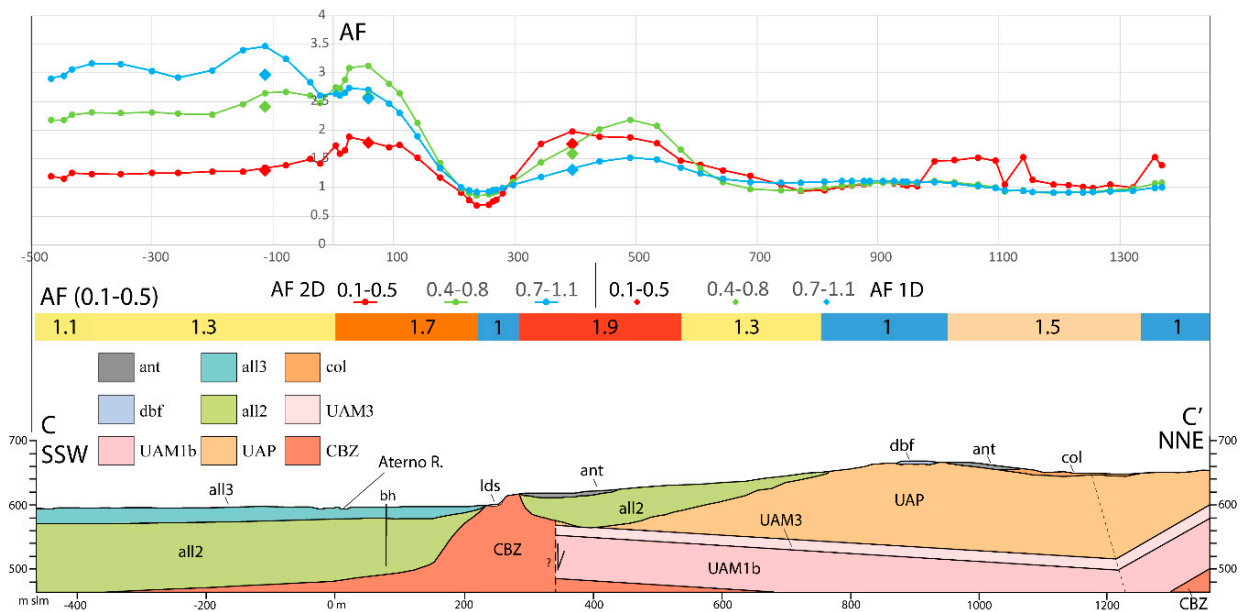 4
3.5
3
2.5
2
1.5
1
0.5
0
AF
-500 -300 -100 100 300 500 700 900 1100 1300
AF (0.1-0.5)
AF 2D 0.1-0.5 0.4-0.8 0.7-1.1 0.1-0.5 0.4-0.8 0.7-1.1 AF 1D
1.1 1.3 1.7 1 1.9 1.3 1 1.5 1
ant all3 col
dbf all2 UAM3
UAM1b UAP CBZ
C
SSW
C'
NNE
700
600
500
m slm
700
600
500
all3
Aterno R.
bh
lds
ant
dbf
ant
col
all2
CBZ
all2
UAM3
UAP
UAM1b
?
CBZ
-400 -200 0 m 200 400 600 800 1000 1200